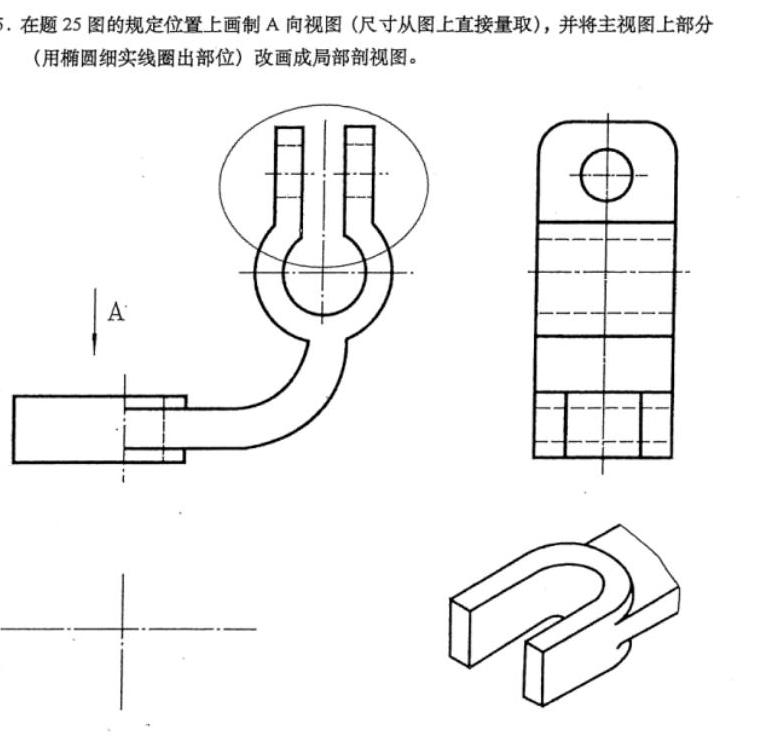 5. 在题 25 图的规定位置上画制 A 向视图（尺寸从图上直接量取），并将主视图上部分
（用椭圆细实线圈出部位）改画成局部剖视图。
A